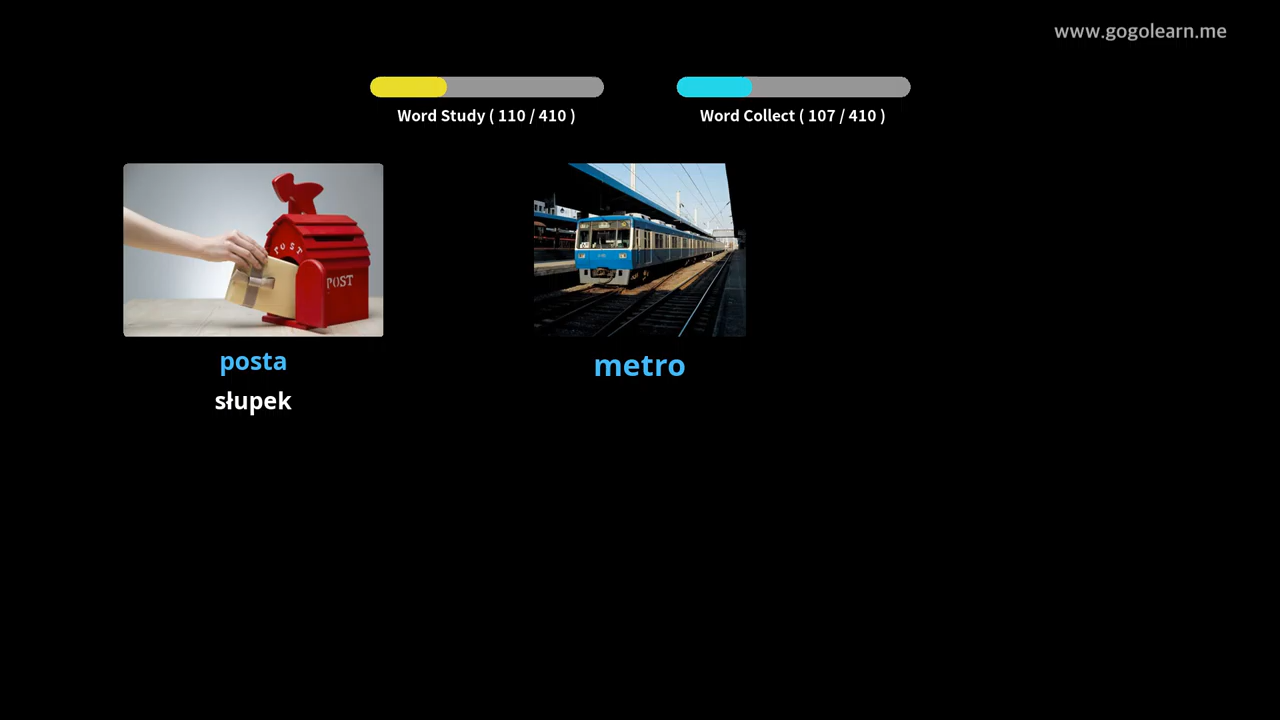 www.gogolearn.me
Word Study ( 110 / 410 )
Word Collect ( 107 / 410 )
POST
POST
posta
metro
słupek